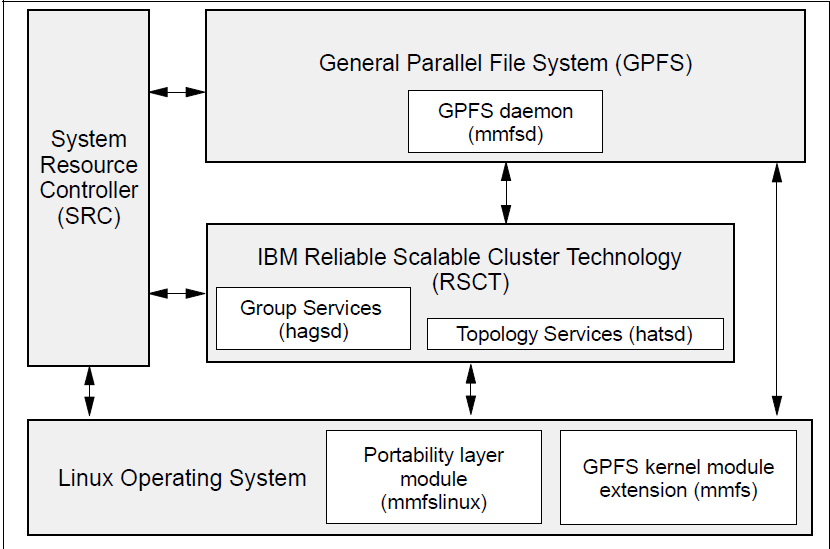 General Parallel File System (GPFS)
GPFS daemon
(mmfsd)
System
Resource
Controller
(SRC)
IBM Reliable Scalable Cluster Technology
(RSCT)
Group Services
(hagsd)
Topology Services (hatsd)
Linux Operating System
Portability layer
module
(mmfslinux)
GPFS kernel module
extension (mmfs)